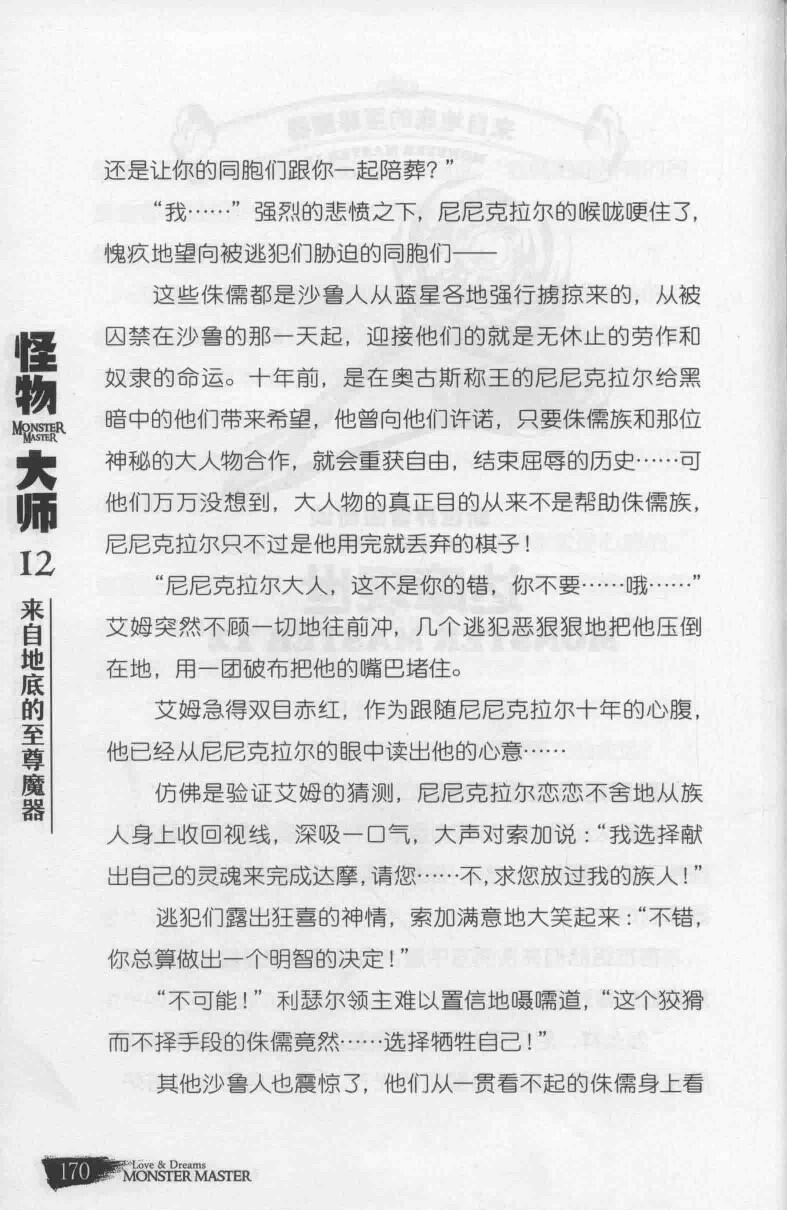 还是让你的同胞们跟你一起陪葬？”
“我……”强烈的悲愤之下，尼尼克拉尔的喉咙哽住了，
愧疚地望向被逃犯们胁迫的同胞们——
这些侏儒都是沙鲁人从蓝星各地强行掳掠来的，从被
囚禁在沙鲁的那一天起，迎接他们的就是无休止的劳作和
奴隶的命运。十年前，是在奥古斯称王的尼尼克拉尔给黑
暗中的他们带来希望，他曾向他们许诺，只要侏儒族和那位
神秘的大人物合作，就会重获自由，结束屈辱的历史……可
他们万万没想到，大人物的真正目的从来不是帮助侏儒族，
尼尼克拉尔只不过是他用完就丢弃的棋子！
“尼尼克拉尔大人，这不是你的错，你不要……哦……”
艾姆突然不顾一切地往前冲，几个逃犯恶狠狠地把他压倒
在地，用一团破布把他的嘴巴堵住。
艾姆急得双目赤红，作为跟随尼尼克拉尔十年的心腹，
他已经从尼尼克拉尔的眼中读出他的心意……
仿佛是验证艾姆的猜测，尼尼克拉尔恋恋不舍地从族
人身上收回视线，深吸一口气，大声对索加说：“我选择献
出自己的灵魂来完成达摩，请您……不，求您放过我的族人！”
逃犯们露出狂喜的神情，索加满意地大笑起来：“不错，
你总算做出一个明智的决定！”
“不可能！”利瑟尔领主难以置信地嗫嚅道，“这个狡猾
而不择手段的侏儒竟然……选择牺牲自己！”
其他沙鲁人也震惊了，他们从一贯看不起的侏儒身上看
怪物
MONSTER
MASTER
大师
12
来自地底的至尊魔器
170
Love & Dreams
MONSTER MASTER